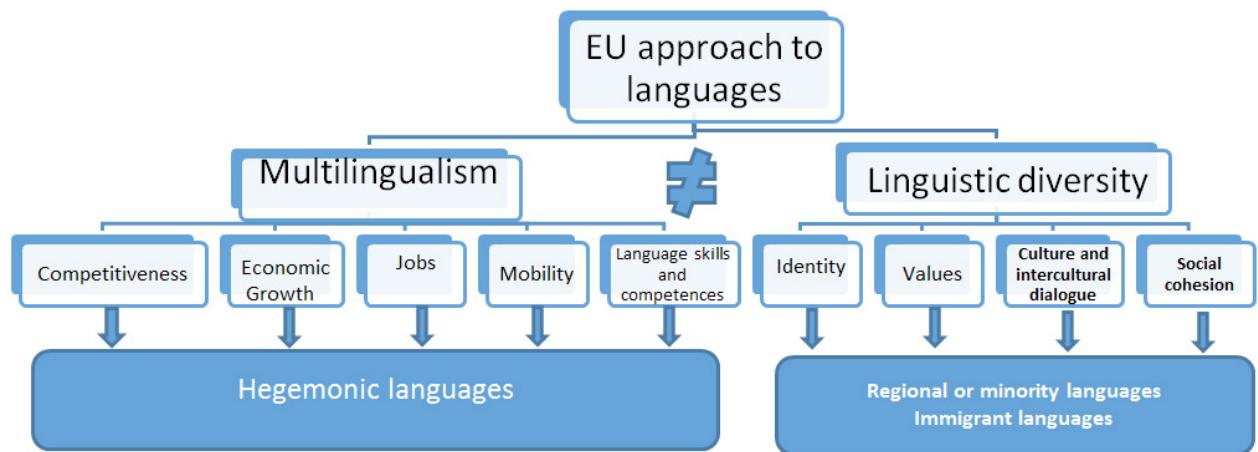 EU approach to
languages
Multilingualism
≠
Linguistic diversity
Competitiveness
Economic
Growth
Jobs
Mobility
Language skills
and
competences
Identity
Values
Culture and
intercultural
dialogue
Social
cohesion
Hegemonic languages
Regional or minority languages
Immigrant languages